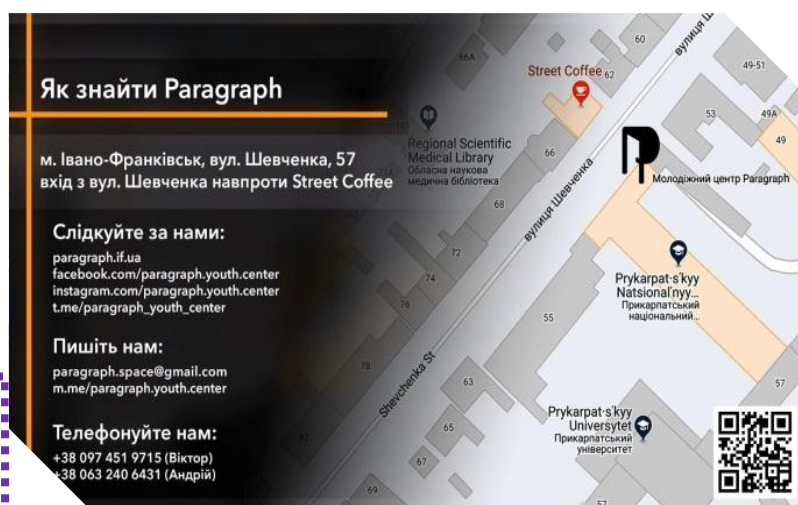 Як знайти Paragraph
м. Івано-Франківськ, вул. Шевченка, 57
вхід з вул. Шевченка навпроти Street Coffee
Слідкуйте за нами:
paragraph.if.ua
facebook.com/paragraph.youth.center
instagram.com/paragraph.youth.center
t.me/paragraph_youth_center
Пишіть нам:
paragraph.space@gmail.com
m.me/paragraph.youth.center
Телефонуйте нам:
+38 097 451 9715 (Віктор)
+38 063 240 6431 (Андрій)
66A
60
вулиця
Street Coffee
62
49-51
53
49A
49
Regional Scientific
Medical Library
Обласна наукова
медична бібліотека
66
вулиця Шевченка
Молодіжний центр Paragraph
68
72
74
76
78
Prykarpat·s'kyy
Natsional'nyy...
Прикарпатський
національний...
55
Shevchenka St
63
57
65
Prykarpat·s'kyy
Universytet
Прикарпатський
університет
67
69
57